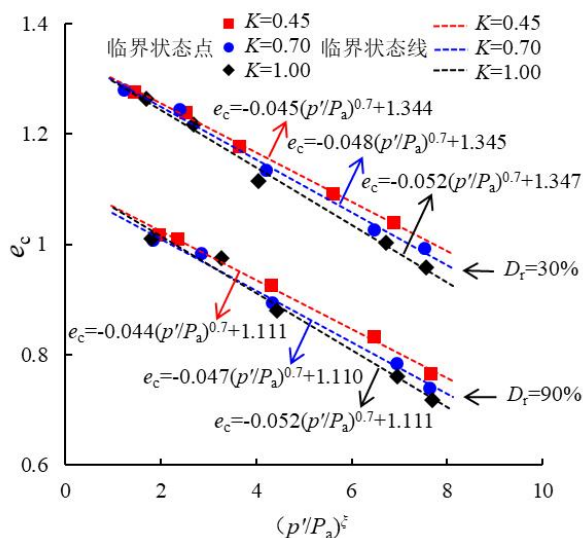 临界状态点
K=0.45
K=0.70
K=1.00
临界状态线
K=0.45
K=0.70
K=1.00
1.4
1.2
1
0.8
0.6
e_c
e_c=-0.045(p'/P_a)^0.7+1.344
e_c=-0.048(p'/P_a)^0.7+1.345
e_c=-0.052(p'/P_a)^0.7+1.347
D_r=30%
e_c=-0.044(p'/P_a)^0.7+1.111
e_c=-0.047(p'/P_a)^0.7+1.110
e_c=-0.052(p'/P_a)^0.7+1.111
D_r=90%
0 2 4 6 8 10
(p'/P_a)^ξ